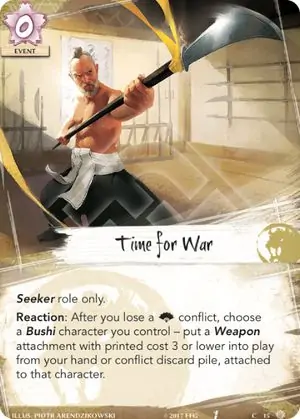 0
EVENT
Time for War
Seeker role only.
Reaction: After you lose a conflict, choose
a Bushi character you control – put a Weapon
attachment with printed cost 3 or lower into play
from your hand or conflict discard pile, attached
to that character.
ILLUS. PIOTR ARENDZIKOWSKI
© 2017 FFG
C 15